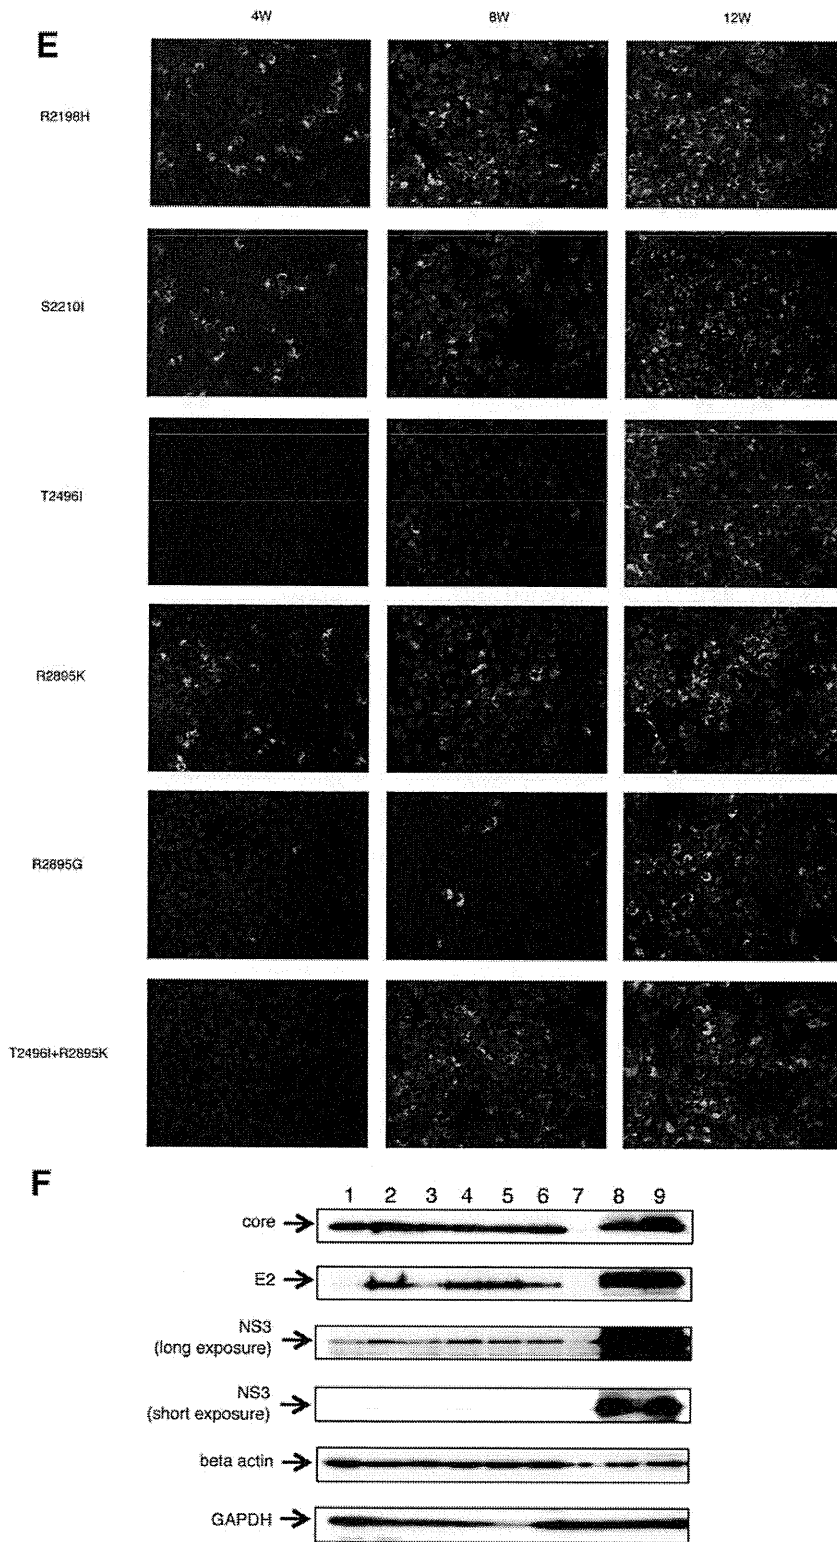 4W 8W 12W
E
R2198H
S2210I
T2496I
R2895K
R2895G
T2496I+R2895K
F
1 2 3 4 5 6 7 8 9
core
E2
NS3
(long exposure)
NS3
(short exposure)
beta actin
GAPDH